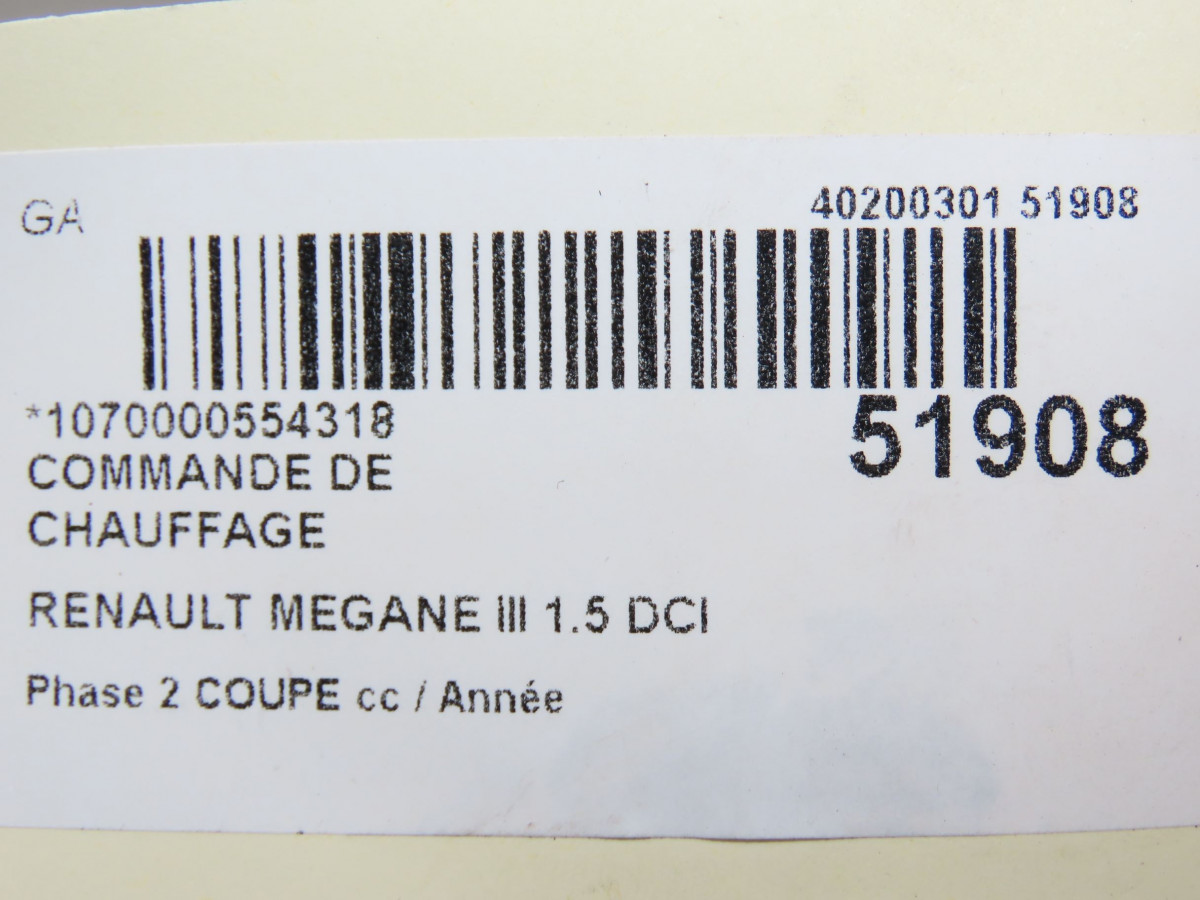 GA
40200301 51908
*1070000554318
51908
COMMANDE DE
CHAUFFAGE
RENAULT MEGANE III 1.5 DCI
Phase 2 COUPE cc / Année